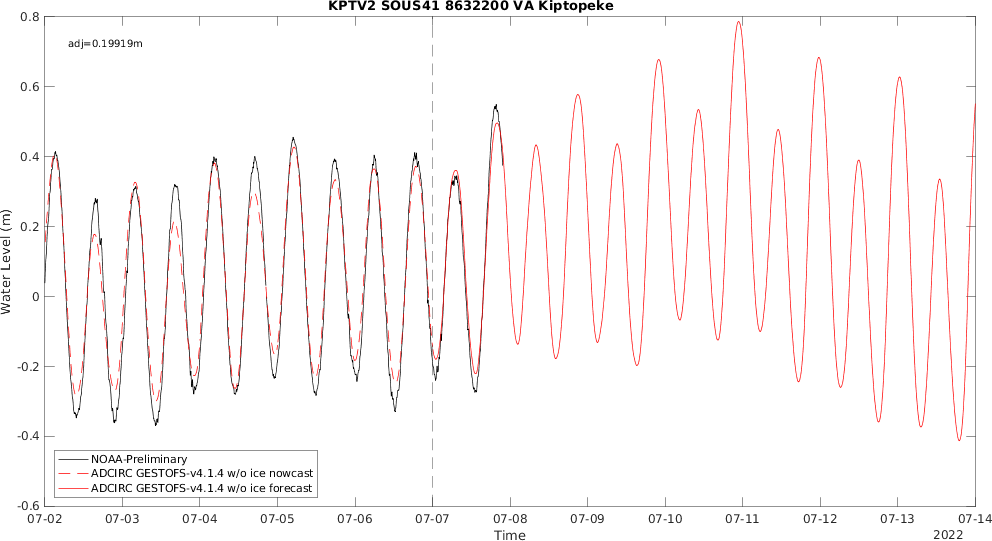 KPTV2 SOUS41 8632200 VA Kiptopeke
adj=0.19919m
0.8
0.6
0.4
0.2
0
-0.2
-0.4
-0.6
Water Level (m)
NOAA-Preliminary
ADCIRC GESTOFS-v4.1.4 w/o ice nowcast
ADCIRC GESTOFS-v4.1.4 w/o ice forecast
07-02 07-03 07-04 07-05 07-06 07-07 07-08 07-09 07-10 07-11 07-12 07-13 07-14
Time
2022